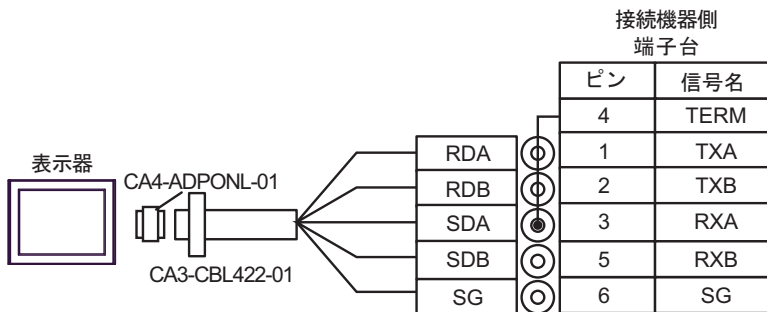 接続機器側
端子台
ピン 信号名
4 TERM
RDA 1 TXA
表示器
CA4-ADPONL-01
RDB 2 TXB
SDA 3 RXA
CA3-CBL422-01
SDB 5 RXB
SG 6 SG